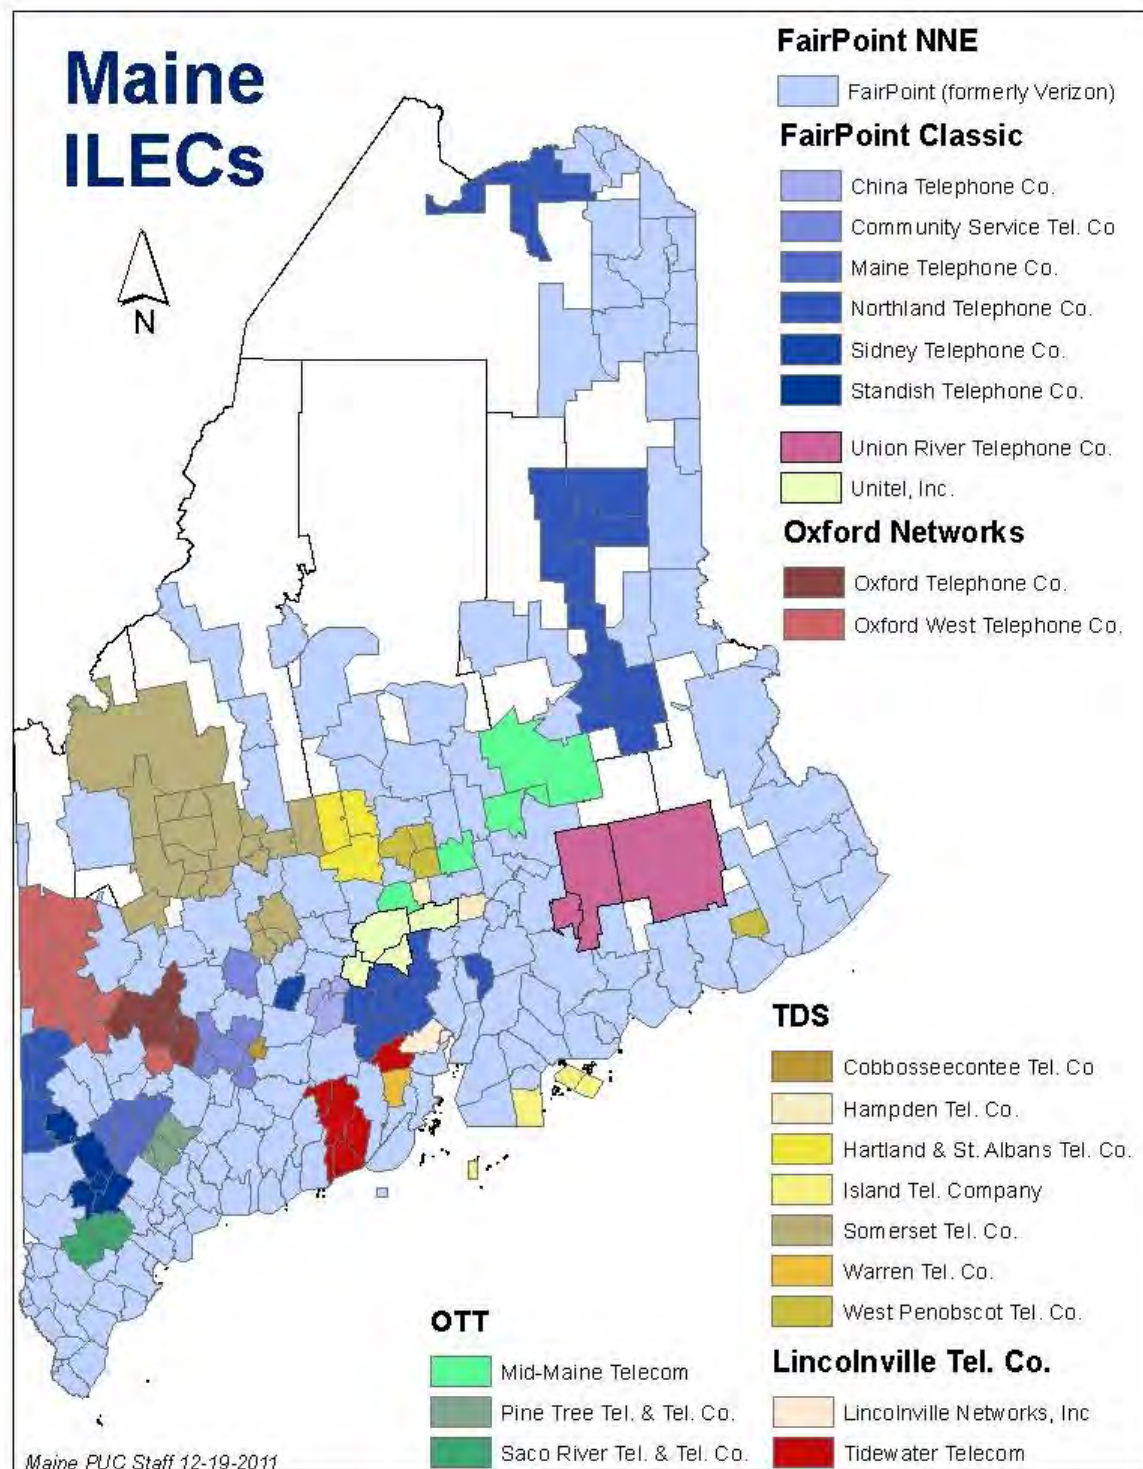 Maine
ILECs
N
FairPoint NNE
FairPoint (formerly Verizon)
FairPoint Classic
China Telephone Co.
Community Service Tel. Co
Maine Telephone Co.
Northland Telephone Co.
Sidney Telephone Co.
Standish Telephone Co.
Union River Telephone Co.
Unitel, Inc.
Oxford Networks
Oxford Telephone Co.
Oxford West Telephone Co.
TDS
Cobbosseecontee Tel. Co
Hampden Tel. Co.
Hartland & St. Albans Tel. Co.
Island Tel. Company
Somerset Tel. Co.
Warren Tel. Co.
West Penobscot Tel. Co.
OTT
Mid-Maine Telecom
Pine Tree Tel. & Tel. Co.
Saco River Tel. & Tel. Co.
Lincolnville Tel. Co.
Lincolnville Networks, Inc
Tidewater Telecom
Maine PUC Staff 12-19-2011